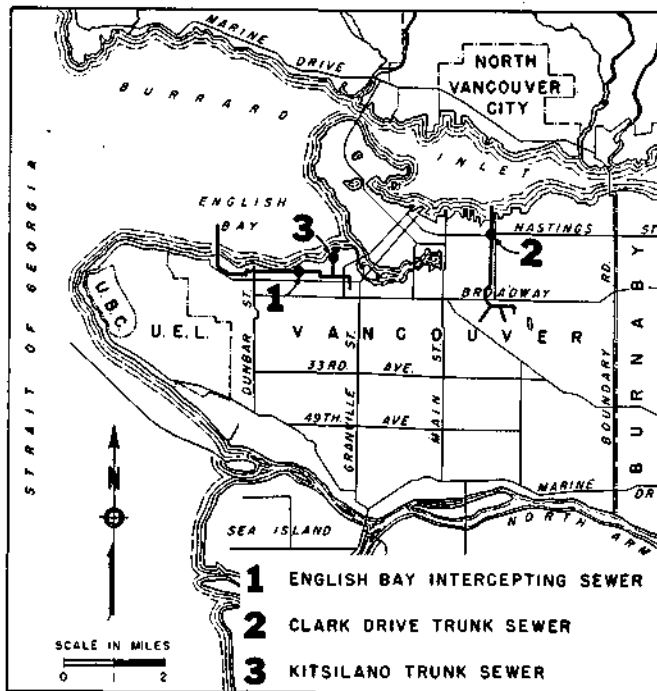 MARINE
DRIVE
NORTH
VANCOUVER
CITY
BURRARD
INLET
STRAIT OF GEORGIA
ENGLISH
BAY
3
HASTINGS ST.
2
1
BROADWAY
U.B.C.
U.E.L.
VANCOUVER
DUNBAR ST.
GRANVILLE ST.
MAIN ST.
BOUNDARY RD.
BURNABY
33RD. AVE.
49TH. AVE
MARINE DR
NORTH ARM
SEA ISLAND
N
1 ENGLISH BAY INTERCEPTING SEWER
2 CLARK DRIVE TRUNK SEWER
3 KITSILANO TRUNK SEWER
SCALE IN MILES
0 1 2